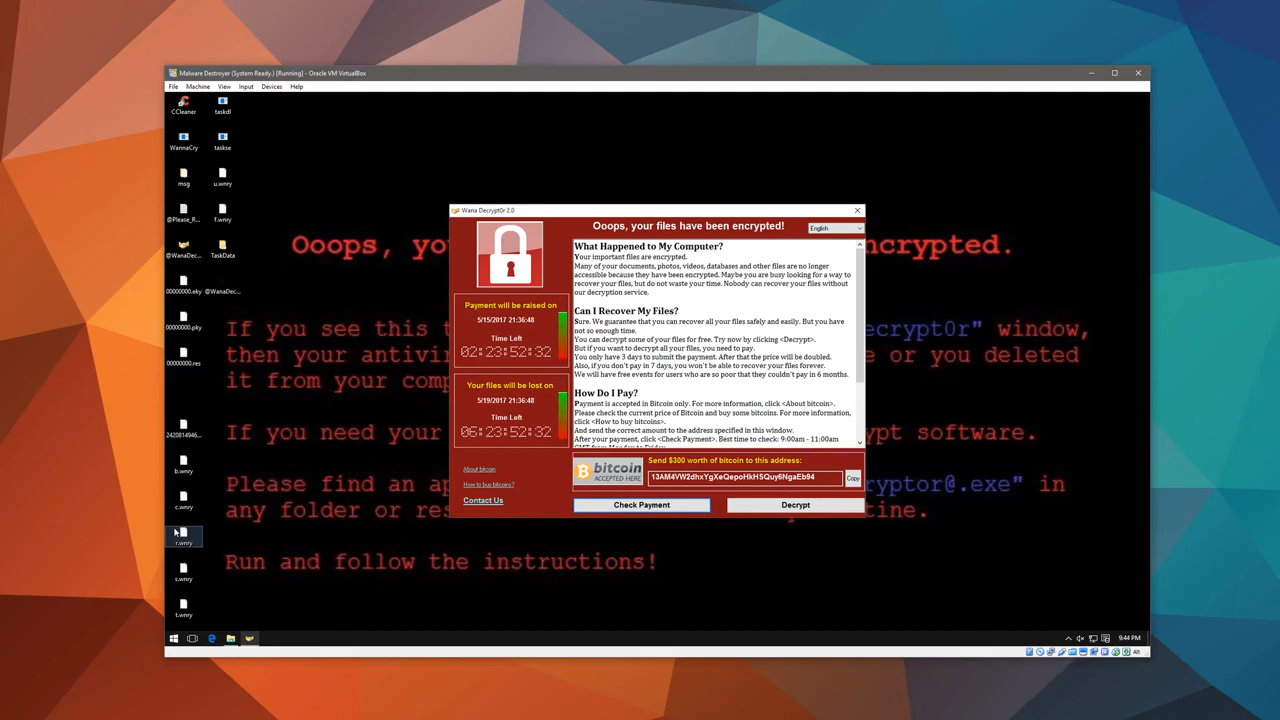 Malware Destroyer (System Ready.) [Running] - Oracle VM VirtualBox
File Machine View Input Devices Help
CCleaner
taskdl
WannaCry
taskse
msg
u.wnry
@Please_R...
f.wnry
@WanaDec...
TaskData
00000000.eky
@WanaDec...
00000000.pky
00000000.res
2420814946...
b.wnry
c.wnry
r.wnry
s.wnry
t.wnry
Ooops, yo
ncrypted.
If you see this t
ecrypt0r" window,
then your antivir
e or you deleted
it from your comp
If you need your
ypt software.
Please find an ap
cryptor@.exe" in
any folder or res
tine.
Run and follow the instructions!
Wana Decrypt0r 2.0
Ooops, your files have been encrypted!
English
Payment will be raised on
5/15/2017 21:36:48
Time Left
02:23:52:32
Your files will be lost on
5/19/2017 21:36:48
Time Left
06:23:52:32
About bitcoin
How to buy bitcoins?
Contact Us
What Happened to My Computer?
Your important files are encrypted.
Many of your documents, photos, videos, databases and other files are no longer
accessible because they have been encrypted. Maybe you are busy looking for a way to
recover your files, but do not waste your time. Nobody can recover your files without
our decryption service.
Can I Recover My Files?
Sure. We guarantee that you can recover all your files safely and easily. But you have
not so enough time.
You can decrypt some of your files for free. Try now by clicking <Decrypt>.
But if you want to decrypt all your files, you need to pay.
You only have 3 days to submit the payment. After that the price will be doubled.
Also, if you don't pay in 7 days, you won't be able to recover your files forever.
We will have free events for users who are so poor that they couldn't pay in 6 months.
How Do I Pay?
Payment is accepted in Bitcoin only. For more information, click <About bitcoin>.
Please check the current price of Bitcoin and buy some bitcoins. For more information,
click <How to buy bitcoins>.
And send the correct amount to the address specified in this window.
After your payment, click <Check Payment>. Best time to check: 9:00am - 11:00am
GMT from Monday to Friday
bitcoin
ACCEPTED HERE
Send $300 worth of bitcoin to this address:
13AM4VW2dhxYgXeQepoHkHSQuy6NgaEb94
Copy
Check Payment
Decrypt
9:44 PM
Alt